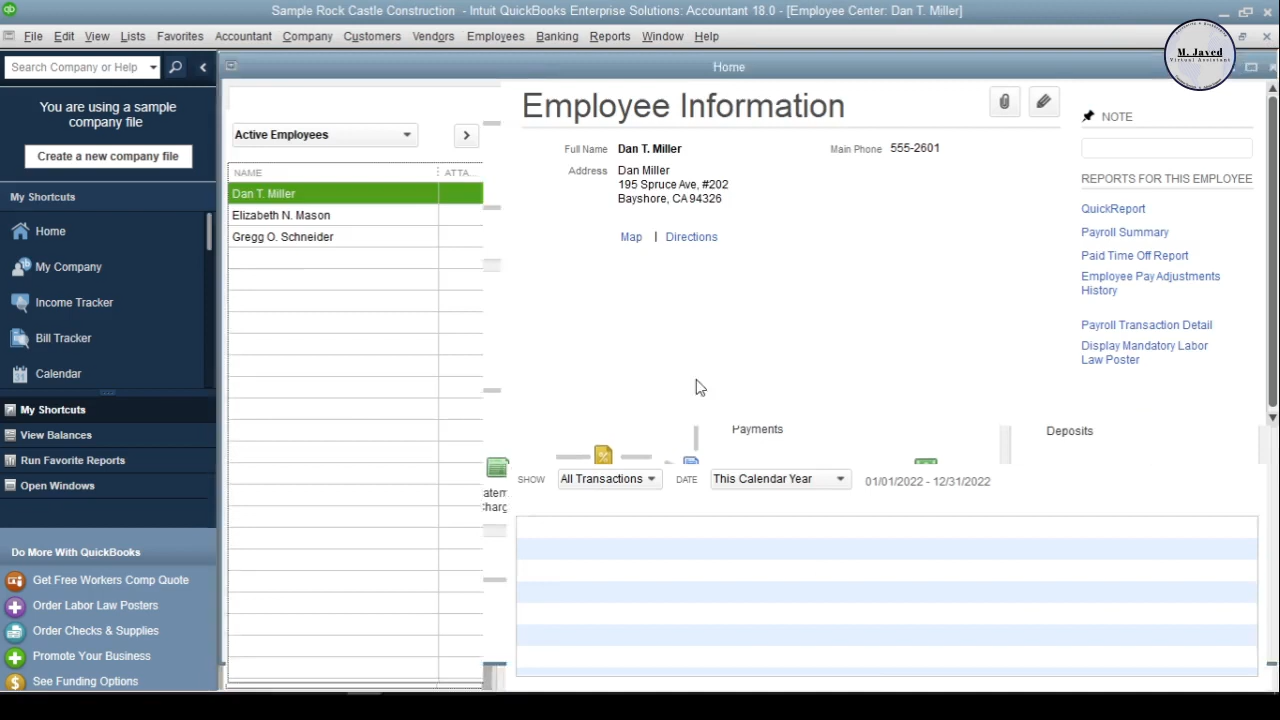 Sample Rock Castle Construction - Intuit QuickBooks Enterprise Solutions: Accountant 18.0 - [Employee Center: Dan T. Miller]
File Edit View Lists Favorites Accountant Company Customers Vendors Employees Banking Reports Window Help
M. Javed
Virtual Assistant
Search Company or Help
Home
You are using a sample
company file
Create a new company file
My Shortcuts
Home
My Company
Income Tracker
Bill Tracker
Calendar
My Shortcuts
View Balances
Run Favorite Reports
Open Windows
Do More With QuickBooks
Get Free Workers Comp Quote
Order Labor Law Posters
Order Checks & Supplies
Promote Your Business
See Funding Options
Active Employees
NAME ATTA...
Dan T. Miller
Elizabeth N. Mason
Gregg O. Schneider
Employee Information
Full Name Dan T. Miller
Main Phone 555-2601
Address Dan Miller
195 Spruce Ave, #202
Bayshore, CA 94326
Map | Directions
NOTE
REPORTS FOR THIS EMPLOYEE
QuickReport
Payroll Summary
Paid Time Off Report
Employee Pay Adjustments
History
Payroll Transaction Detail
Display Mandatory Labor
Law Poster
Payments
Deposits
SHOW All Transactions DATE This Calendar Year 01/01/2022 - 12/31/2022